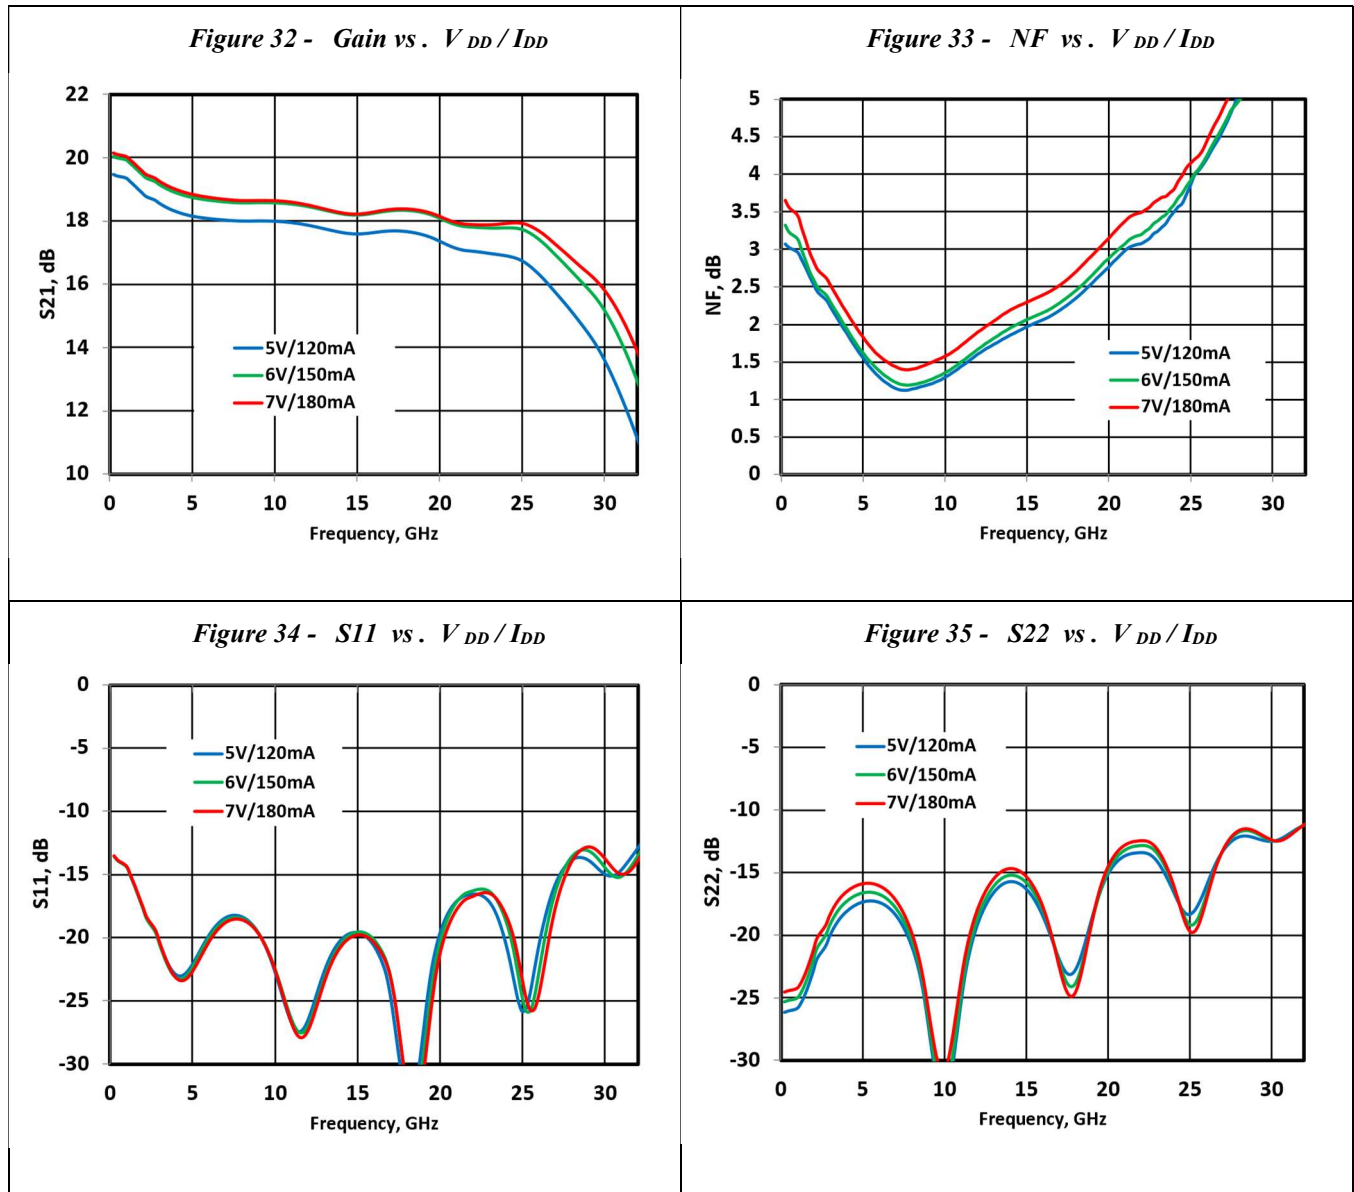 Figure 32 - Gain vs . V DD / IDD
22
20
18
16
14
12
10
S21, dB
5V/120mA
6V/150mA
7V/180mA
0 5 10 15 20 25 30
Frequency, GHz
Figure 33 - NF vs . V DD / IDD
5
4.5
4
3.5
3
2.5
2
1.5
1
0.5
0
NF, dB
5V/120mA
6V/150mA
7V/180mA
0 5 10 15 20 25 30
Frequency, GHz
Figure 34 - S11 vs . V DD / IDD
0
-5
-10
-15
-20
-25
-30
S11, dB
5V/120mA
6V/150mA
7V/180mA
0 5 10 15 20 25 30
Frequency, GHz
Figure 35 - S22 vs . V DD / IDD
0
-5
-10
-15
-20
-25
-30
S22, dB
5V/120mA
6V/150mA
7V/180mA
0 5 10 15 20 25 30
Frequency, GHz